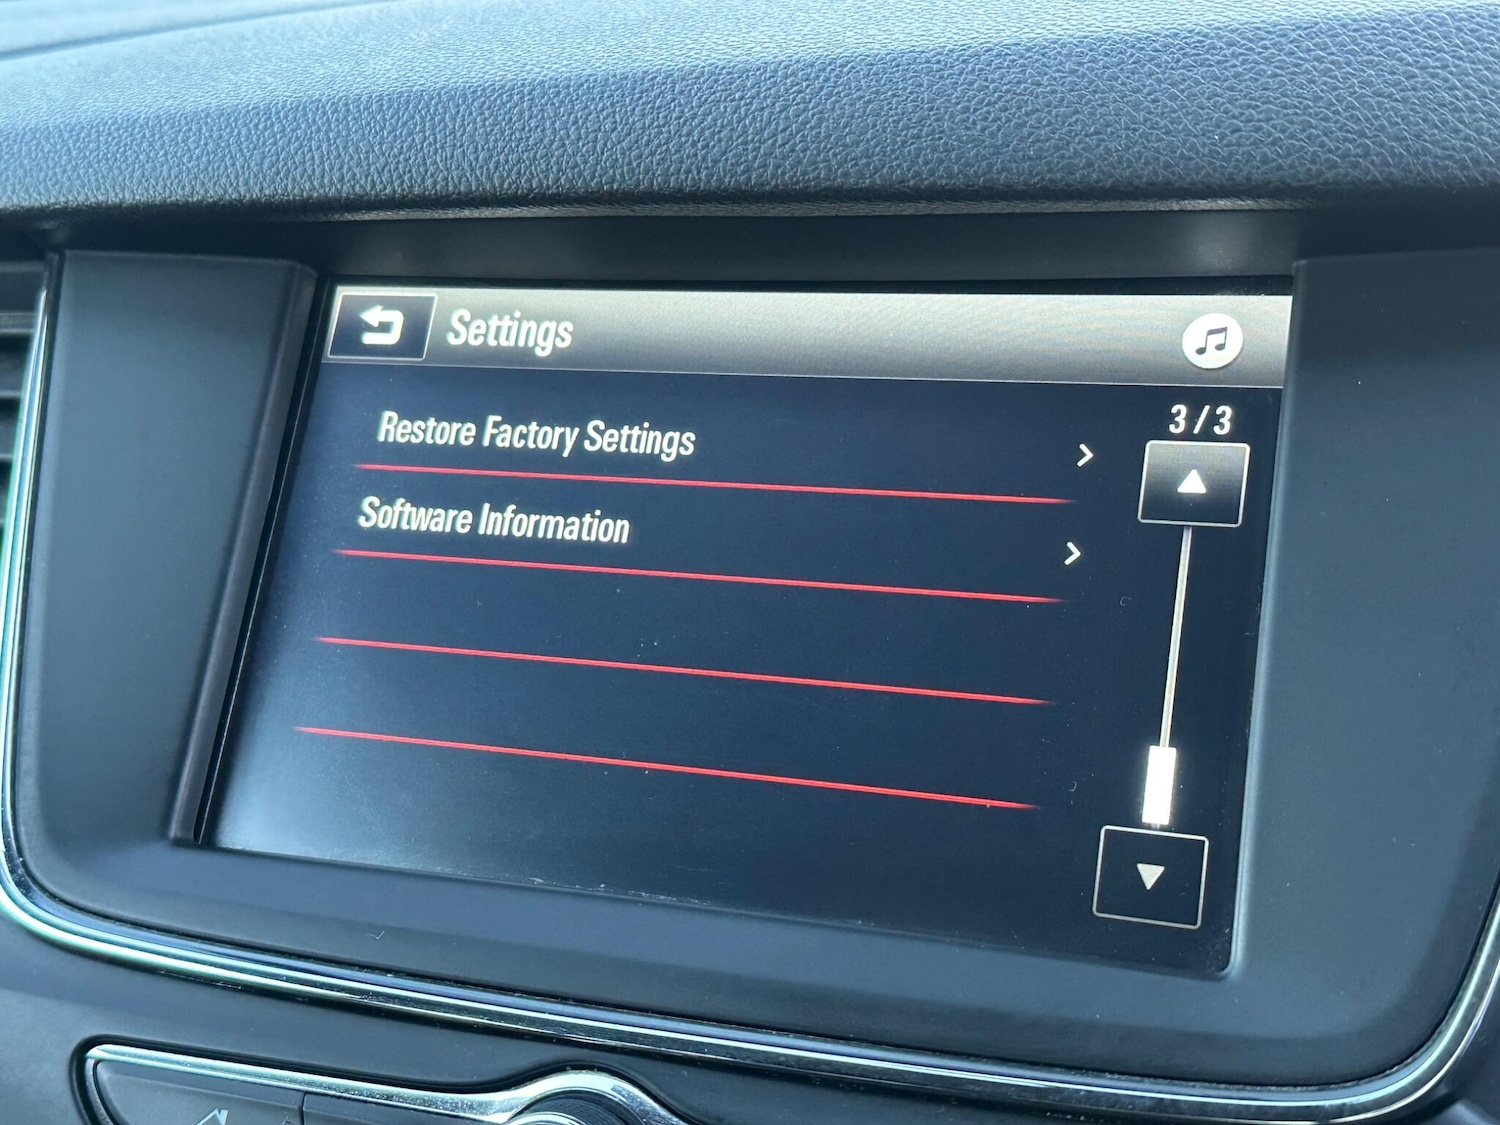 Settings
3/3
Restore Factory Settings
Software Information